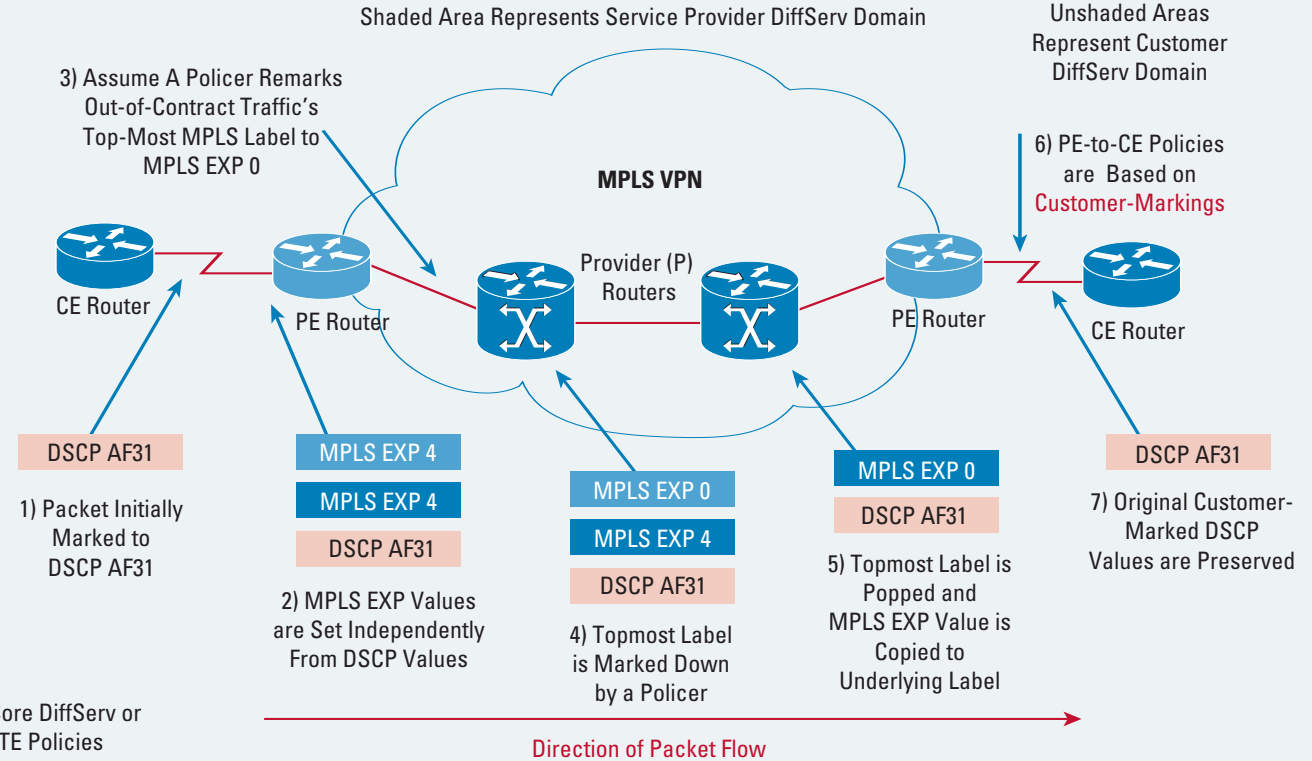 Shaded Area Represents Service Provider DiffServ Domain
Unshaded Areas
Represent Customer
DiffServ Domain
3) Assume A Policer Remarks
Out-of-Contract Traffic's
Top-Most MPLS Label to
MPLS EXP 0
6) PE-to-CE Policies
are Based on
Customer-Markings
MPLS VPN
CE Router
PE Router
Provider (P)
Routers
PE Router
CE Router
DSCP AF31
1) Packet Initially
Marked to
DSCP AF31
MPLS EXP 4
MPLS EXP 4
DSCP AF31
2) MPLS EXP Values
are Set Independently
From DSCP Values
MPLS EXP 0
MPLS EXP 4
DSCP AF31
4) Topmost Label
is Marked Down
by a Policer
MPLS EXP 0
DSCP AF31
5) Topmost Label is
Popped and
MPLS EXP Value is
Copied to
Underlying Label
DSCP AF31
7) Original Customer-
Marked DSCP
Values are Preserved
DiffServ or
TE Policies
Direction of Packet Flow